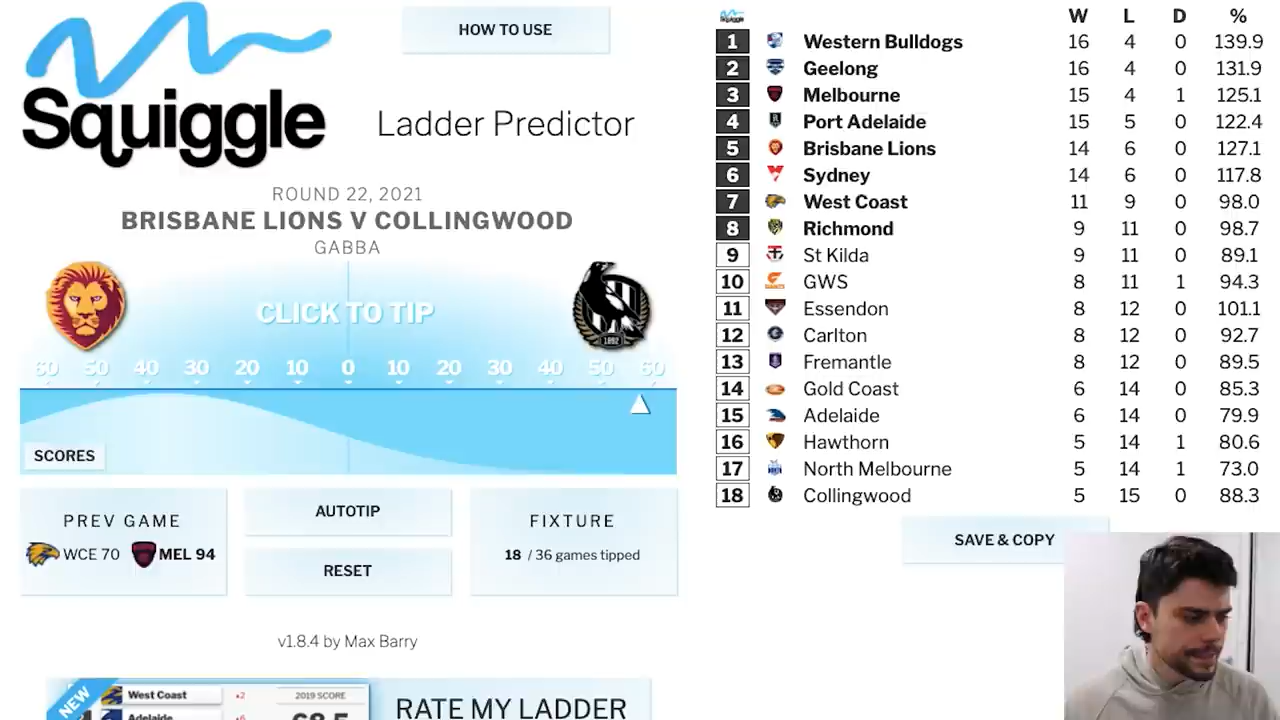 Squiggle
HOW TO USE
Ladder Predictor
ROUND 22, 2021
BRISBANE LIONS V COLLINGWOOD
GABBA
CLICK TO TIP
60 50 40 30 20 10 0 10 20 30 40 50 60
1892
SCORES
PREV GAME
WCE 70 MEL 94
AUTOTIP
RESET
FIXTURE
18 / 36 games tipped
v1.8.4 by Max Barry
NEW
West Coast 2
Adelaide 6
2019 SCORE
68.5
RATE MY LADDER
Squiggle W L D %
1 Western Bulldogs 16 4 0 139.9
2 Geelong 16 4 0 131.9
3 Melbourne 15 4 1 125.1
4 Port Adelaide 15 5 0 122.4
5 Brisbane Lions 14 6 0 127.1
6 Sydney 14 6 0 117.8
7 West Coast 11 9 0 98.0
8 Richmond 9 11 0 98.7
9 St Kilda 9 11 0 89.1
10 GWS 8 11 1 94.3
11 Essendon 8 12 0 101.1
12 Carlton 8 12 0 92.7
13 Fremantle 8 12 0 89.5
14 Gold Coast 6 14 0 85.3
15 Adelaide 6 14 0 79.9
16 Hawthorn 5 14 1 80.6
17 North Melbourne 5 14 1 73.0
18 Collingwood 5 15 0 88.3
SAVE & COPY